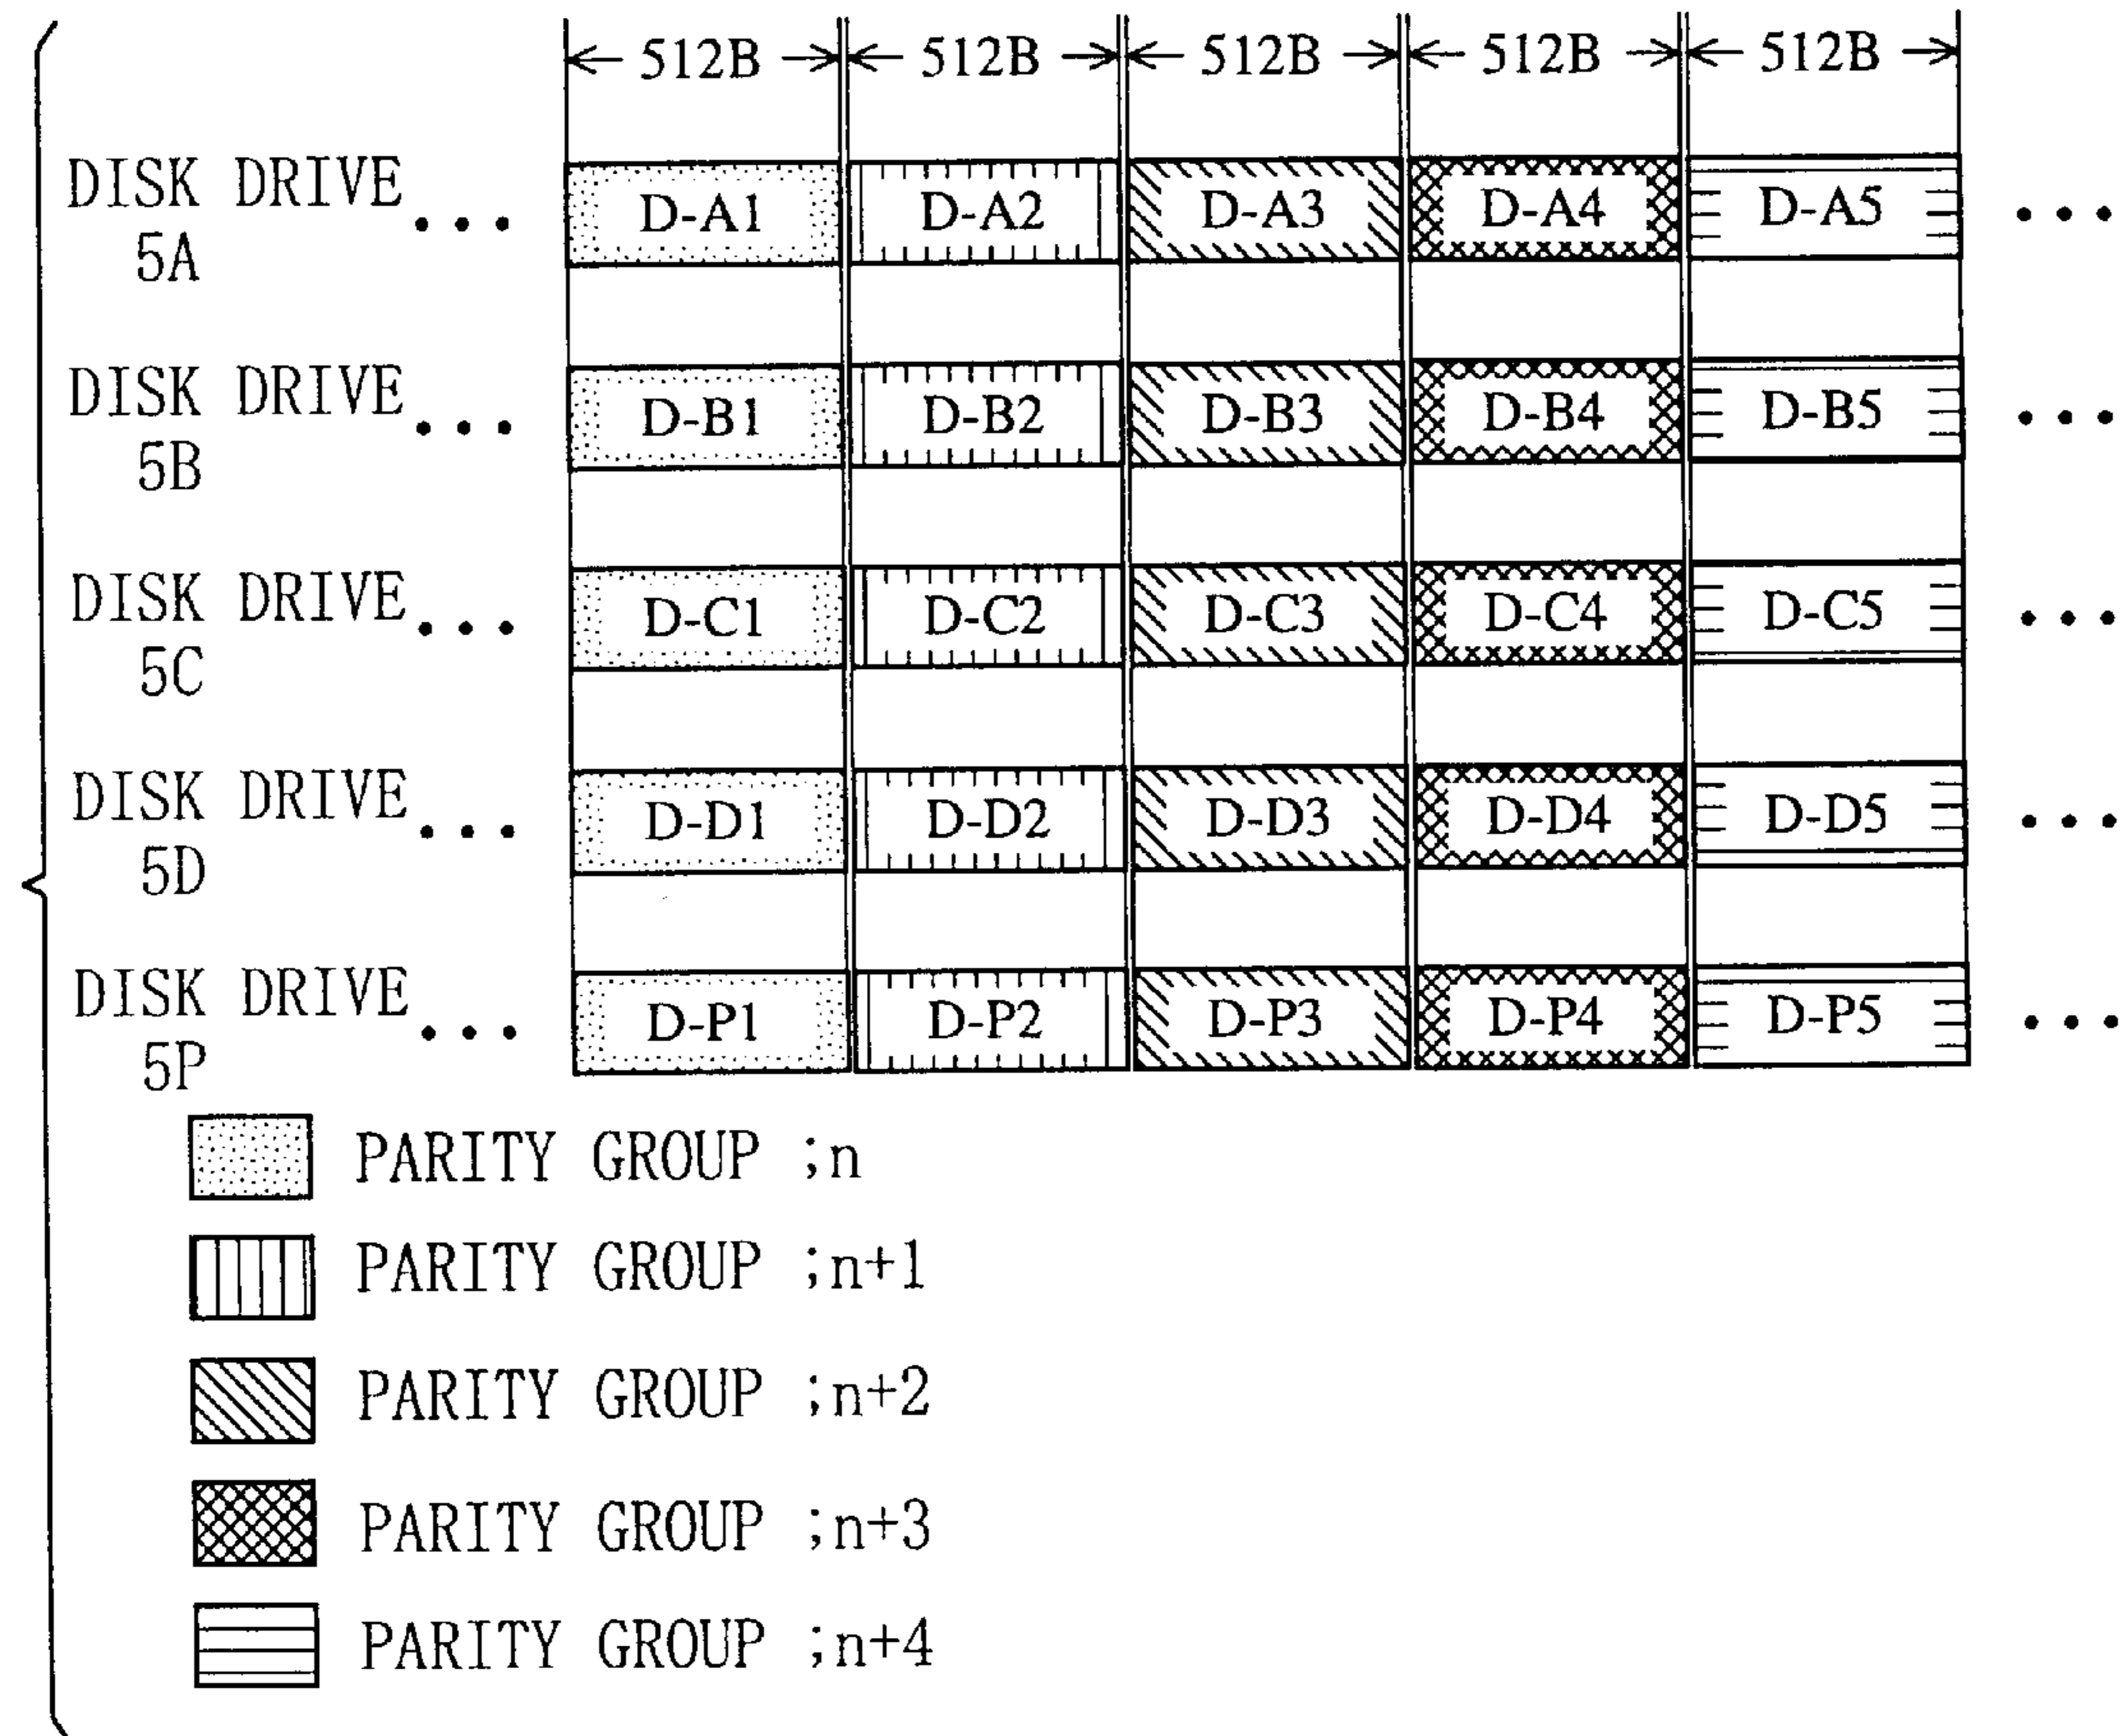 512B 512B 512B 512B 512B
DISK DRIVE ... D-A1 D-A2 D-A3 D-A4 D-A5 ...
5A
DISK DRIVE ... D-B1 D-B2 D-B3 D-B4 D-B5 ...
5B
DISK DRIVE ... D-C1 D-C2 D-C3 D-C4 D-C5 ...
5C
DISK DRIVE ... D-D1 D-D2 D-D3 D-D4 D-D5 ...
5D
DISK DRIVE ... D-P1 D-P2 D-P3 D-P4 D-P5 ...
5P
PARITY GROUP ;n
PARITY GROUP ;n+1
PARITY GROUP ;n+2
PARITY GROUP ;n+3
PARITY GROUP ;n+4